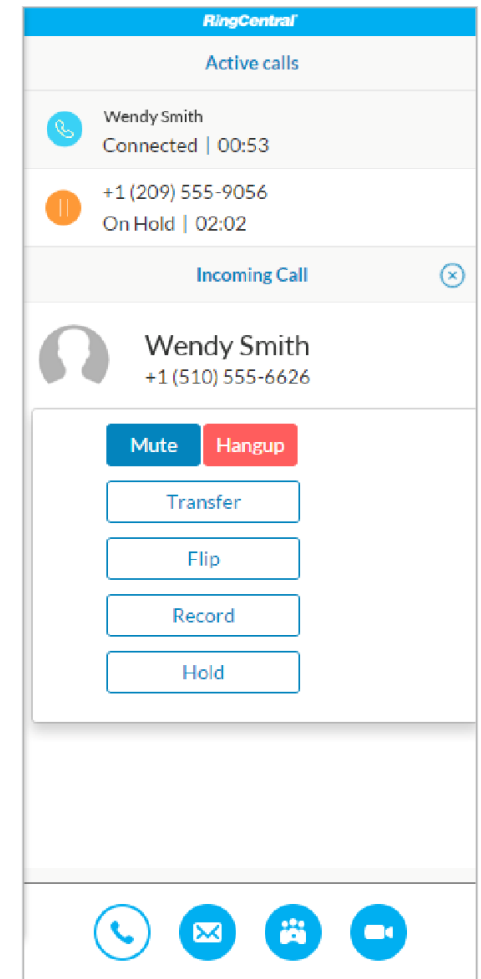 RingCentral
Active calls
Wendy Smith
Connected | 00:53
+1 (209) 555-9056
On Hold | 02:02
Incoming Call
Wendy Smith
+1 (510) 555-6626
Mute Hangup
Transfer
Flip
Record
Hold